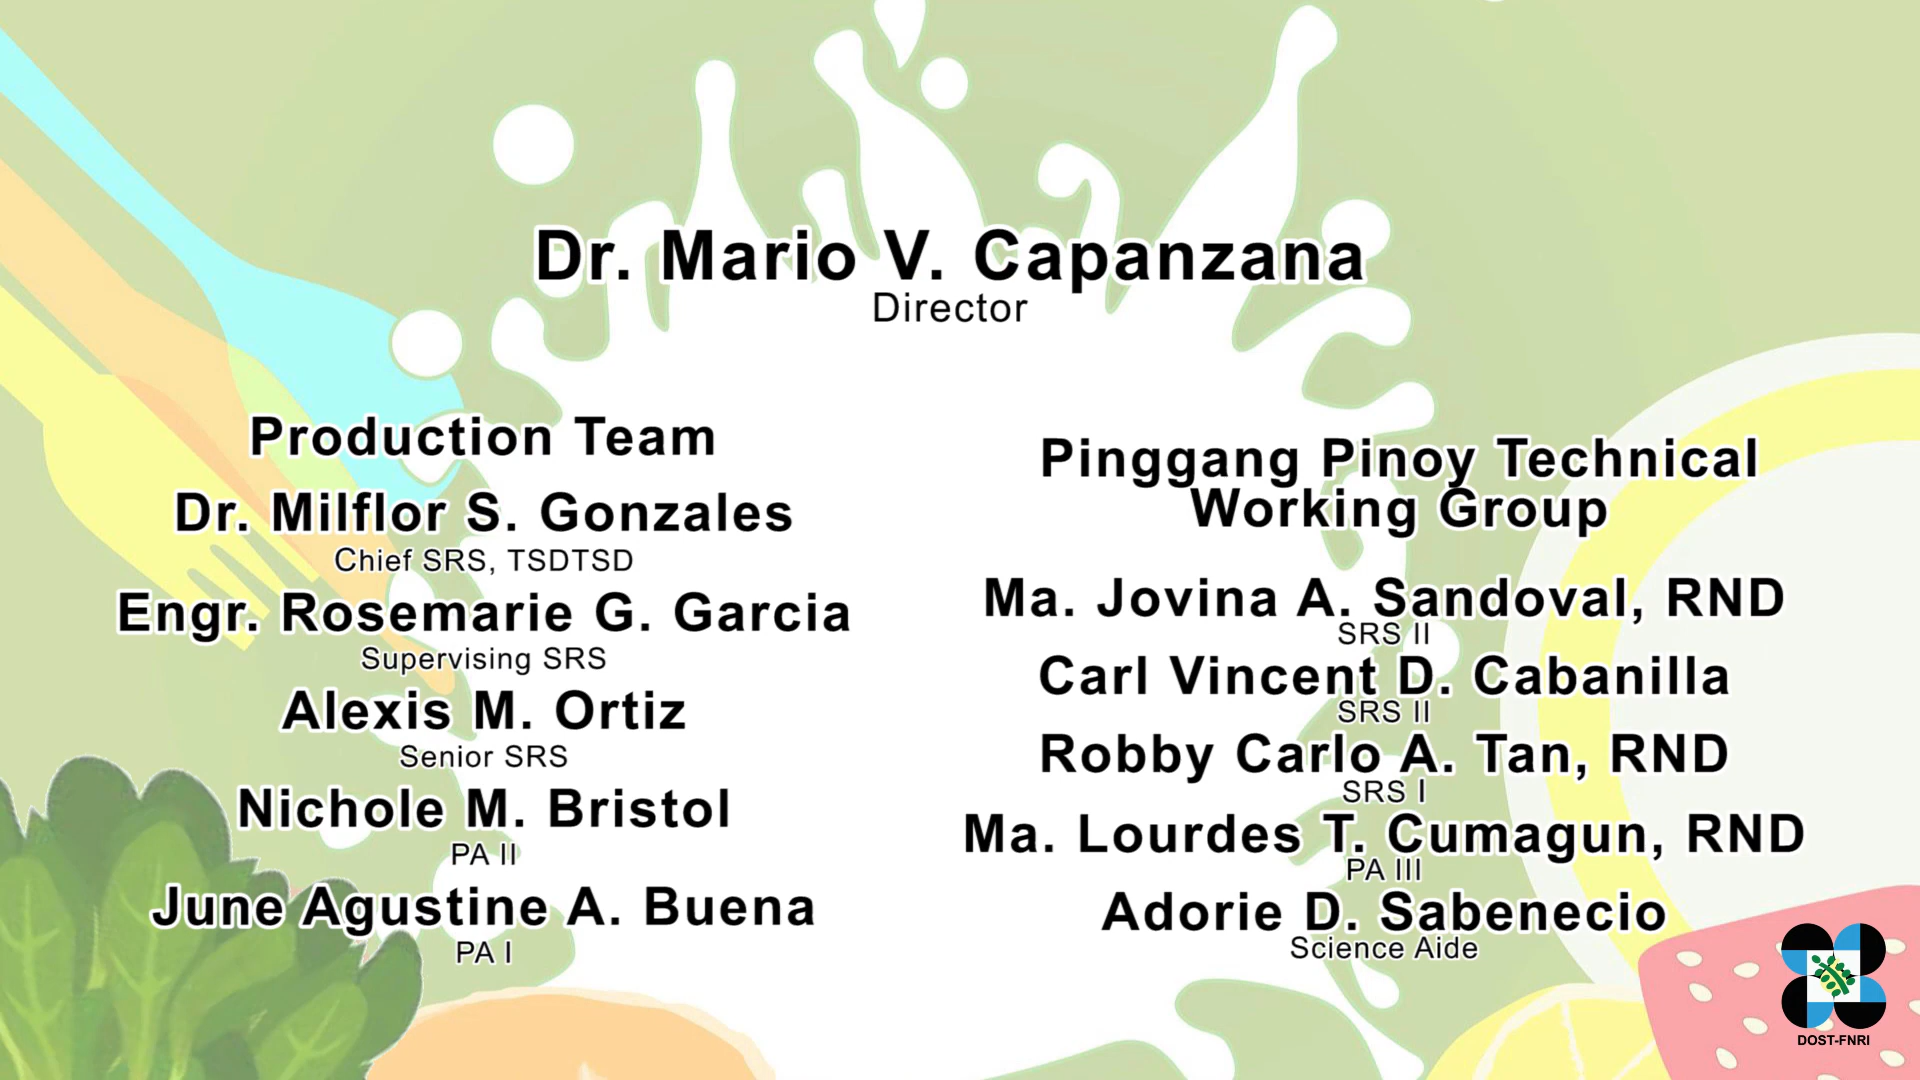 Dr. Mario V. Capanzana
Director
Production Team
Dr. Milflor S. Gonzales
Chief SRS, TSDTSD
Engr. Rosemarie G. Garcia
Supervising SRS
Alexis M. Ortiz
Senior SRS
Nichole M. Bristol
PA II
June Agustine A. Buena
PA I
Pinggang Pinoy Technical
Working Group
Ma. Jovina A. Sandoval, RND
SRS II
Carl Vincent D. Cabanilla
SRS II
Robby Carlo A. Tan, RND
SRS I
Ma. Lourdes T. Cumagun, RND
PA III
Adorie D. Sabenecio
Science Aide
DOST-FNRI